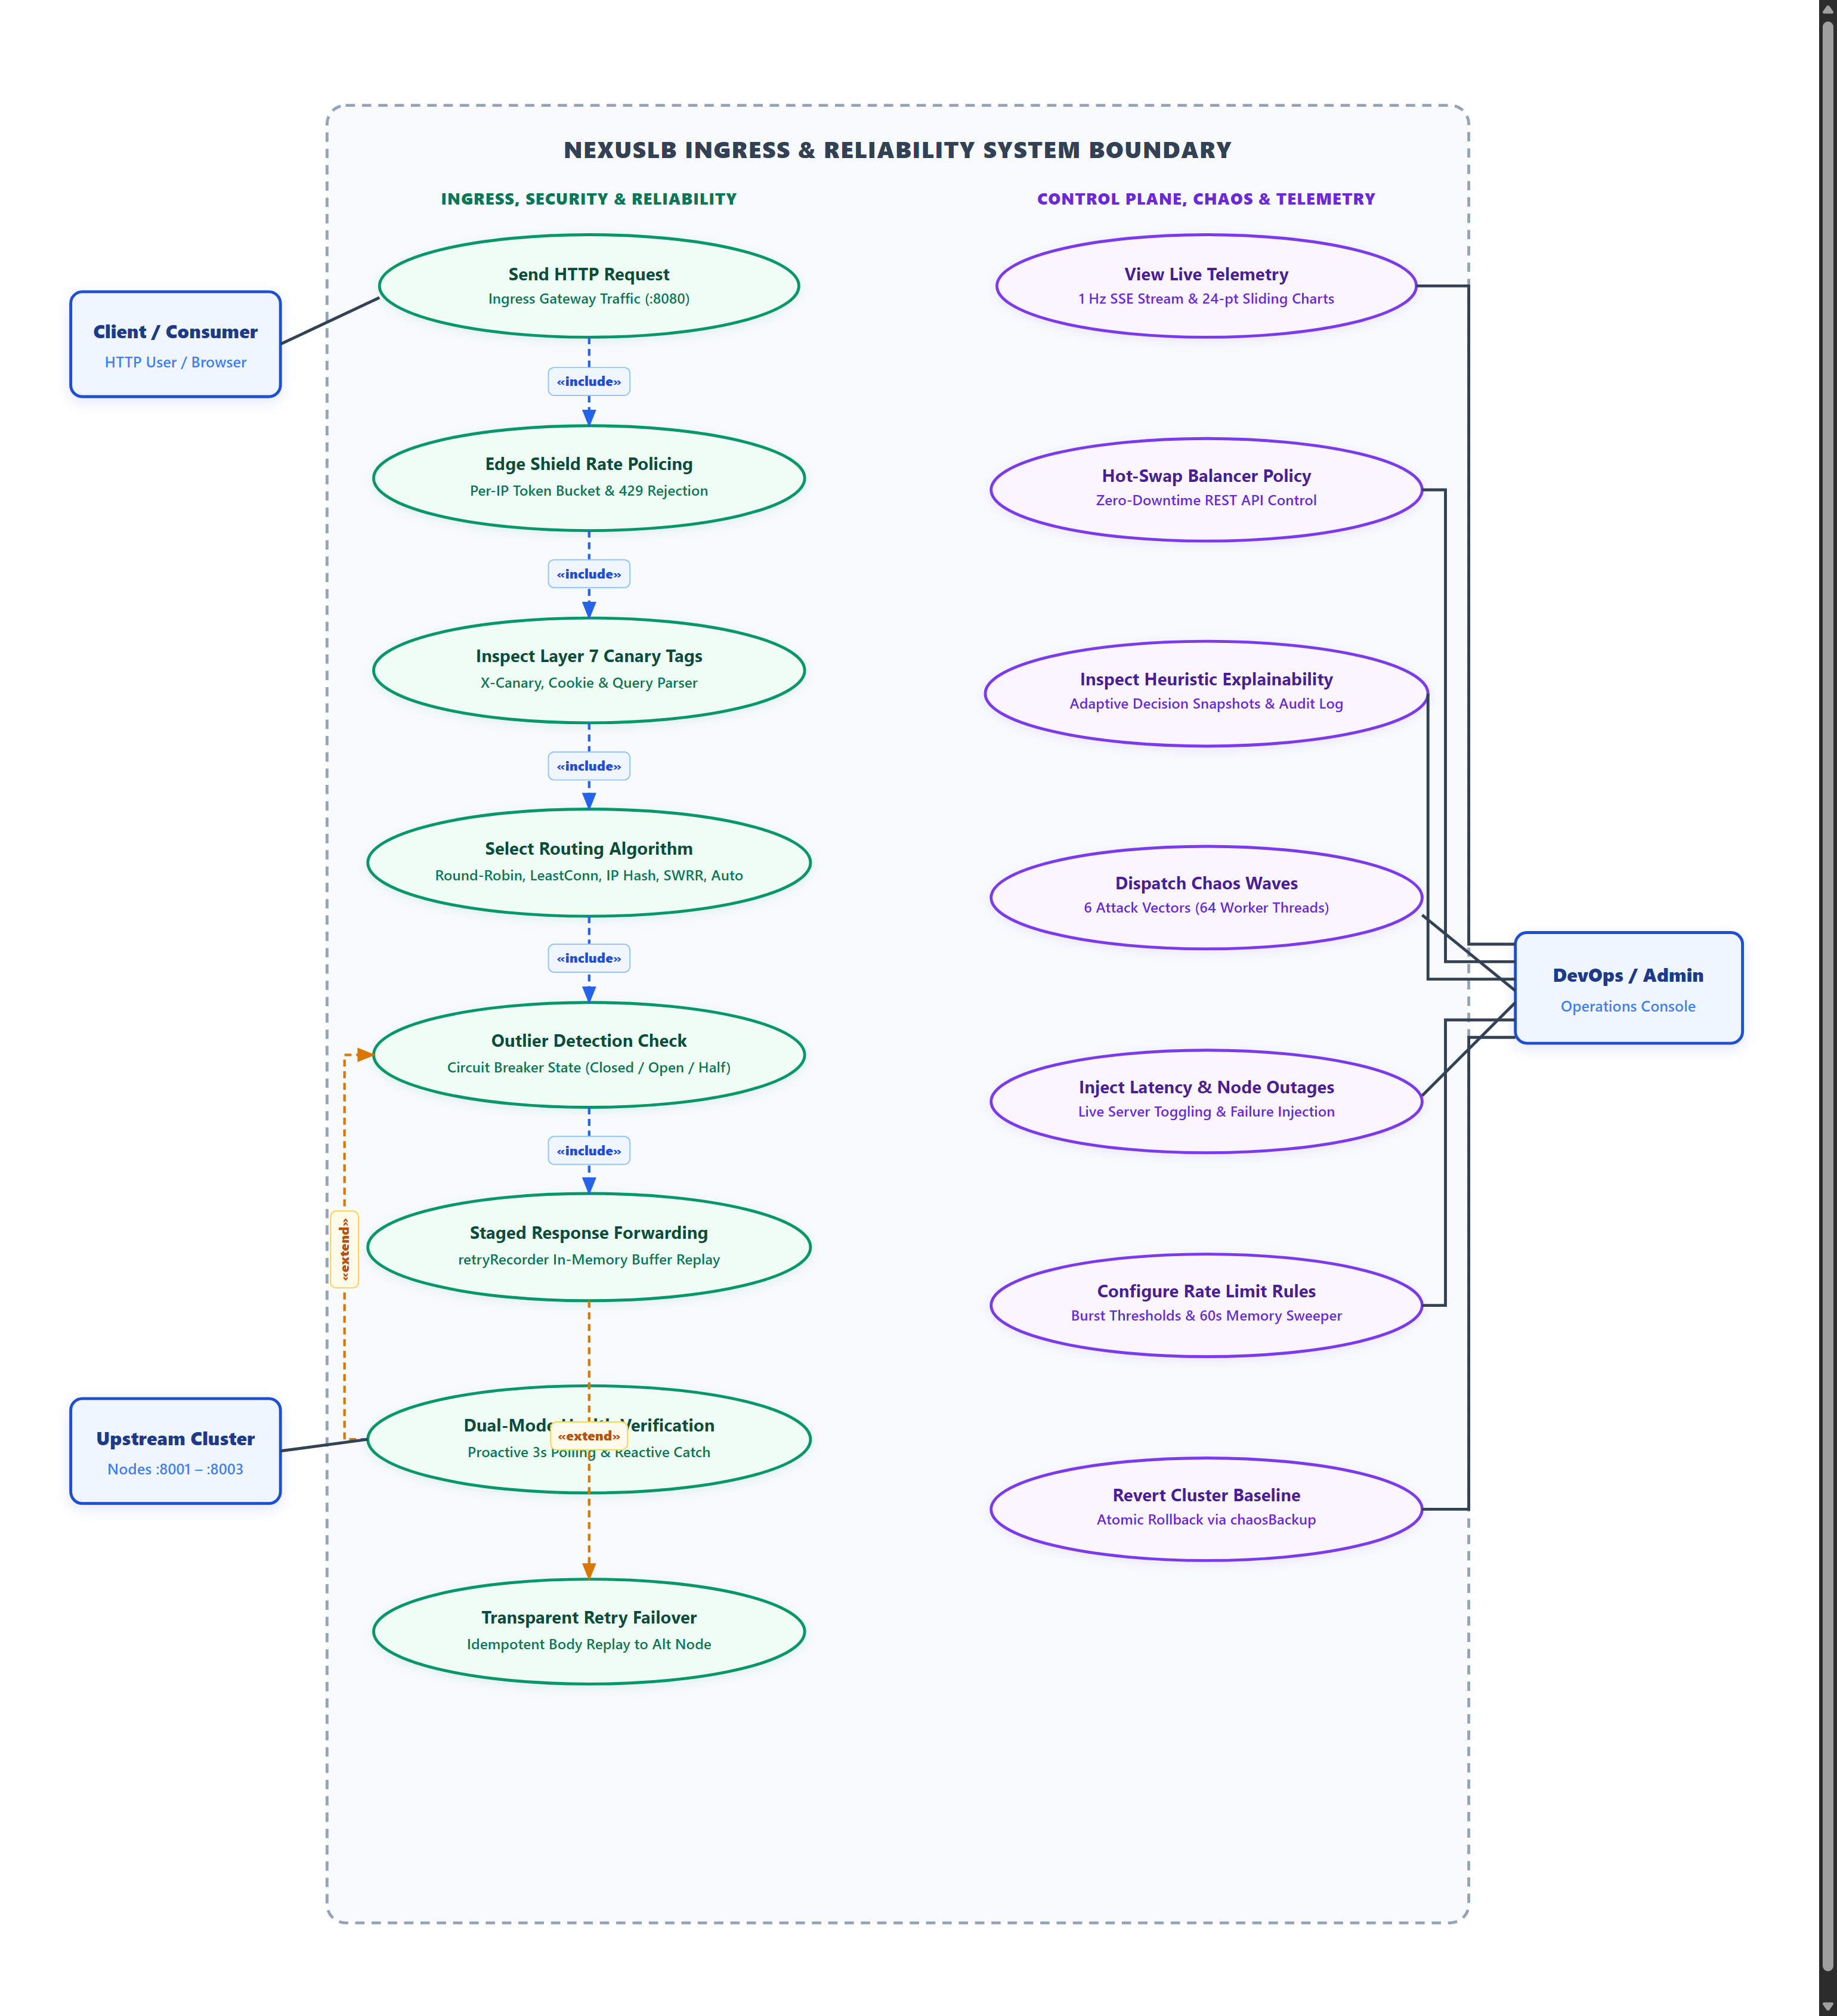 NEXUSLB INGRESS & RELIABILITY SYSTEM BOUNDARY
INGRESS, SECURITY & RELIABILITY
Client / Consumer
HTTP User / Browser
Send HTTP Request
Ingress Gateway Traffic (:8080)
«include»
Edge Shield Rate Policing
Per-IP Token Bucket & 429 Rejection
«include»
Inspect Layer 7 Canary Tags
X-Canary, Cookie & Query Parser
«include»
Select Routing Algorithm
Round-Robin, LeastConn, IP Hash, SWRR, Auto
«include»
Outlier Detection Check
Circuit Breaker State (Closed / Open / Half)
«include»
«extend»
Staged Response Forwarding
retryRecorder In-Memory Buffer Replay
Upstream Cluster
Nodes :8001 – :8003
Dual-Mode Verification
«extend»
Proactive 3s Polling & Reactive Catch
Transparent Retry Failover
Idempotent Body Replay to Alt Node
CONTROL PLANE, CHAOS & TELEMETRY
View Live Telemetry
1 Hz SSE Stream & 24-pt Sliding Charts
Hot-Swap Balancer Policy
Zero-Downtime REST API Control
Inspect Heuristic Explainability
Adaptive Decision Snapshots & Audit Log
Dispatch Chaos Waves
6 Attack Vectors (64 Worker Threads)
DevOps / Admin
Operations Console
Inject Latency & Node Outages
Live Server Toggling & Failure Injection
Configure Rate Limit Rules
Burst Thresholds & 60s Memory Sweeper
Revert Cluster Baseline
Atomic Rollback via chaosBackup